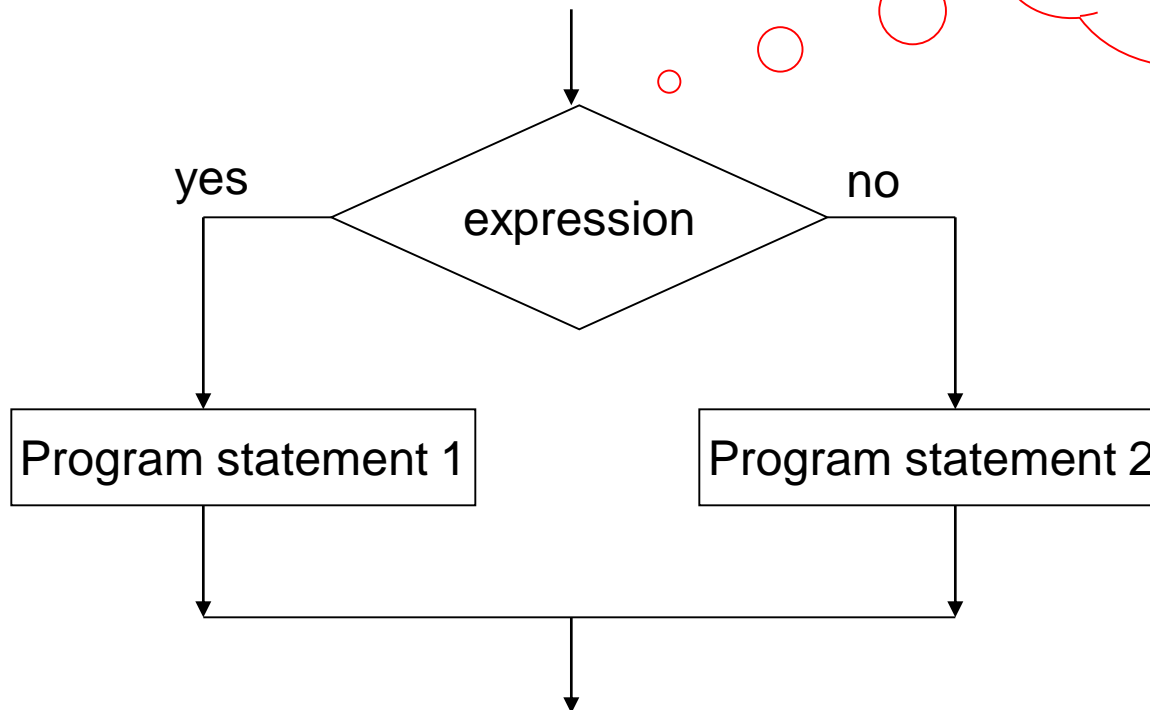 yes
no
expression
Program statement 1
Program statement 2